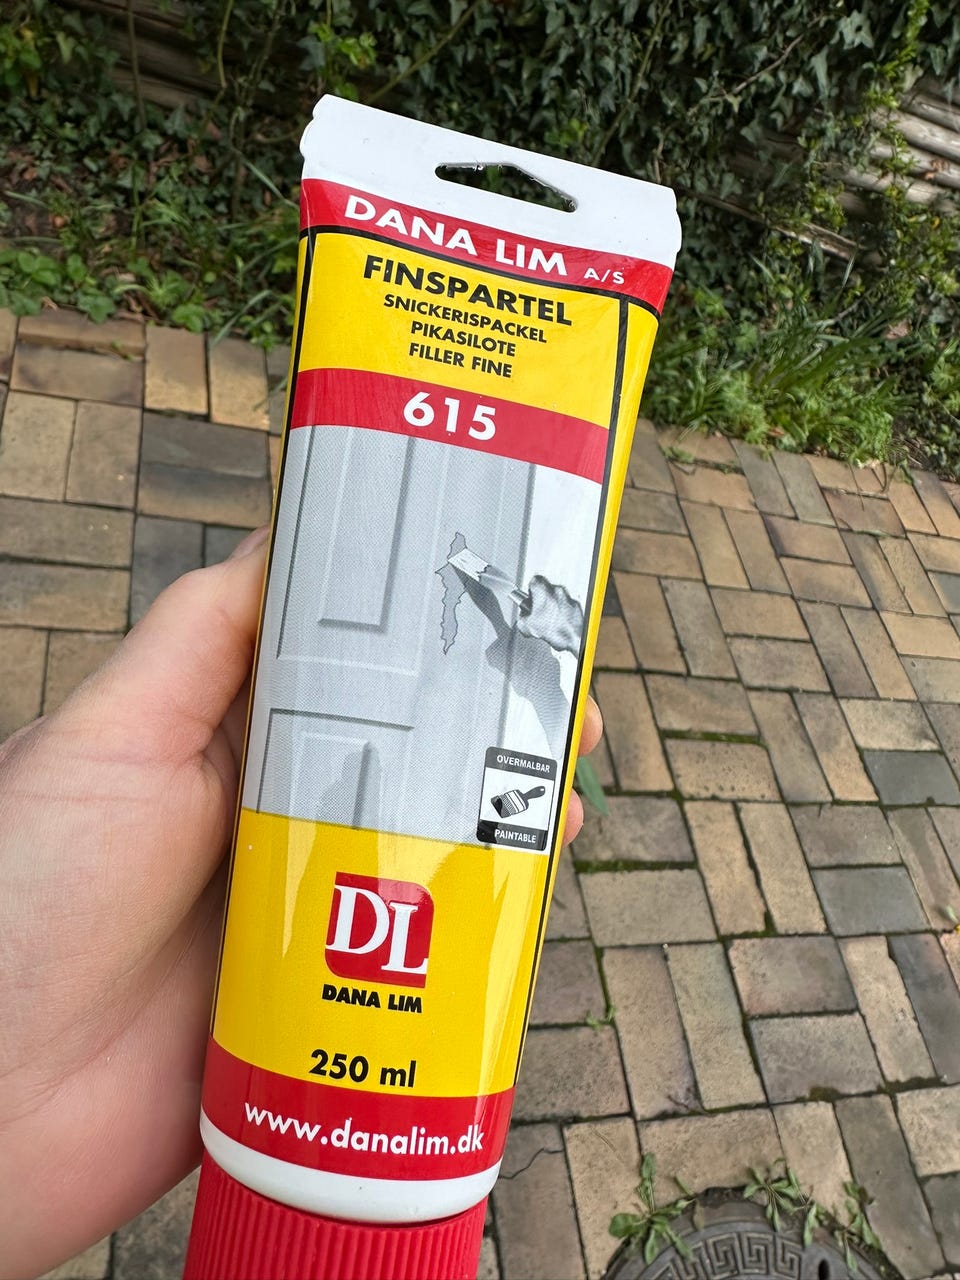 DANA LIM A/S
FINSPARTEL
SNICKERISPACKEL
PIKASILOTE
FILLER FINE
615
OVERMALBAR
PAINTABLE
DL
DANA LIM
250 ml
www.danalim.dk